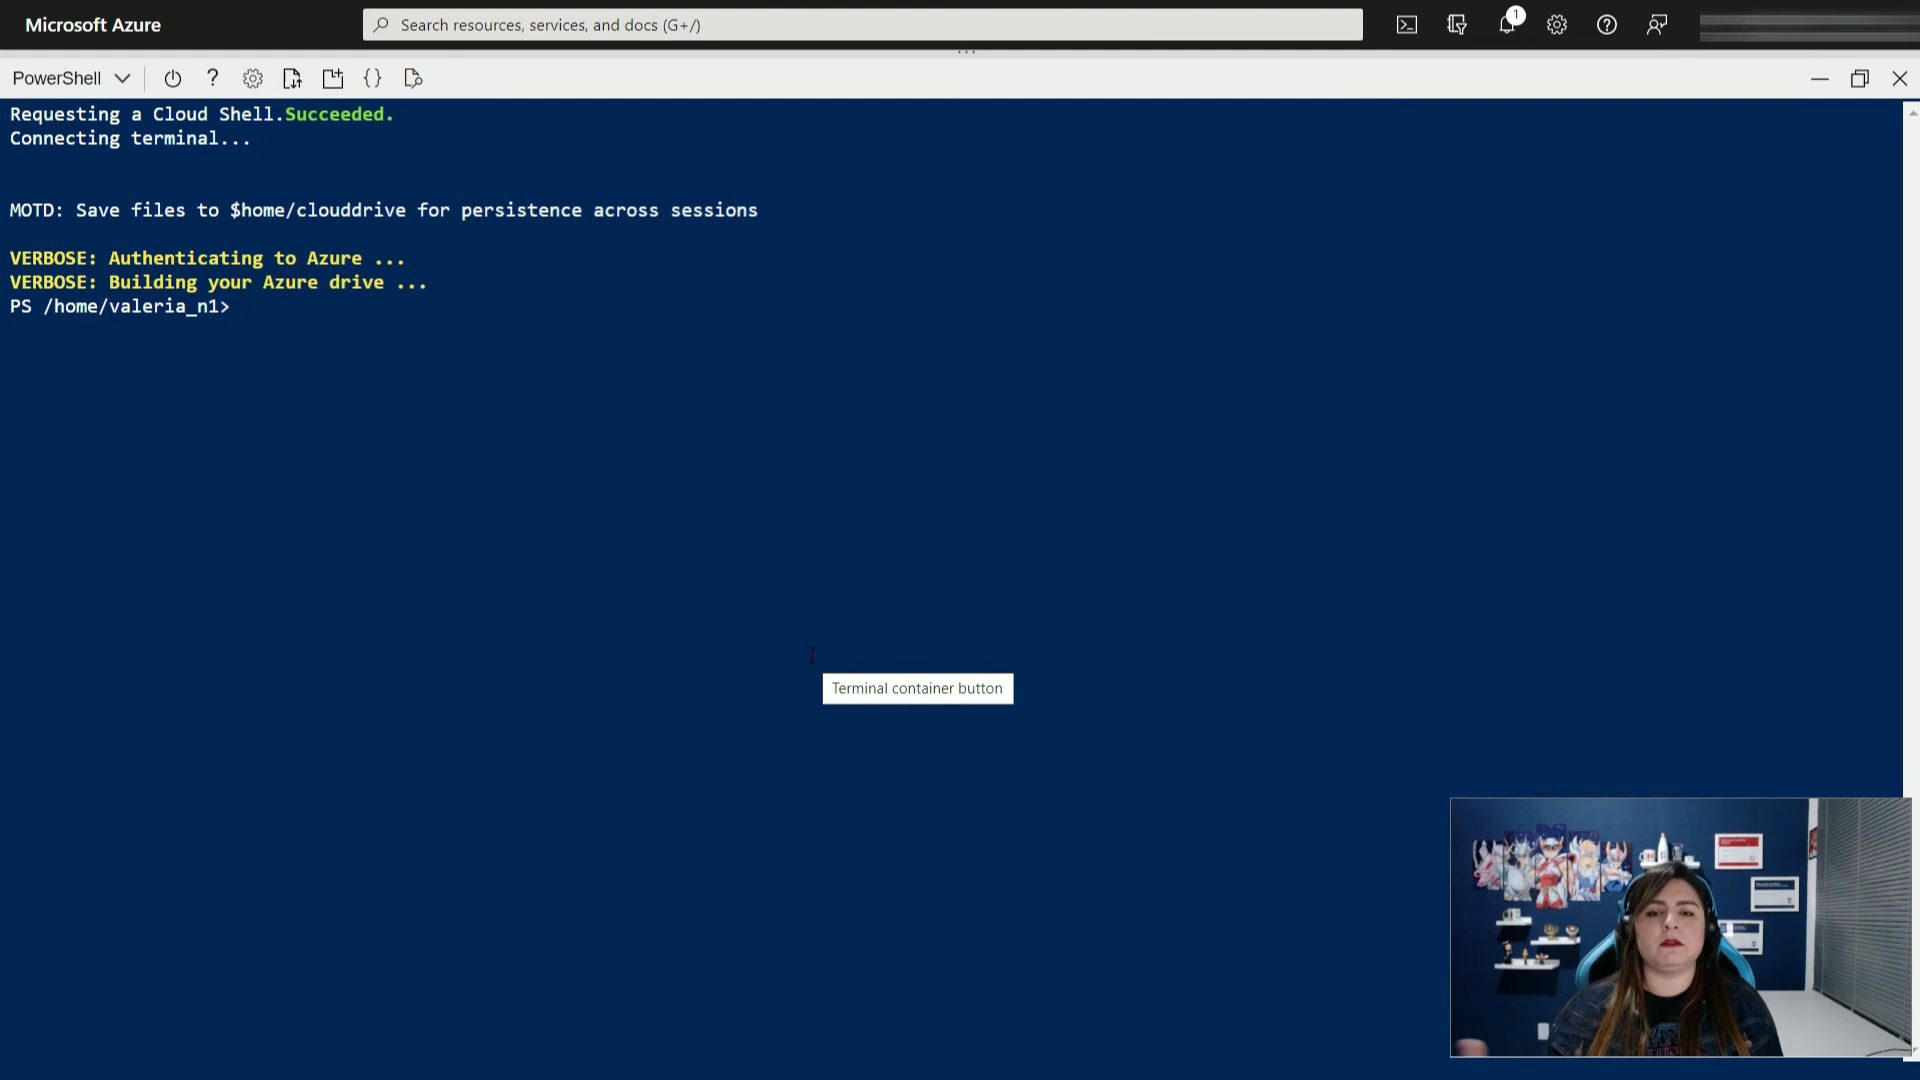 Microsoft Azure
Search resources, services, and docs (G+/)
1
PowerShell
Requesting a Cloud Shell.Succeeded.
Connecting terminal...
MOTD: Save files to $home/clouddrive for persistence across sessions
VERBOSE: Authenticating to Azure ...
VERBOSE: Building your Azure drive ...
PS /home/valeria_n1>
Terminal container button